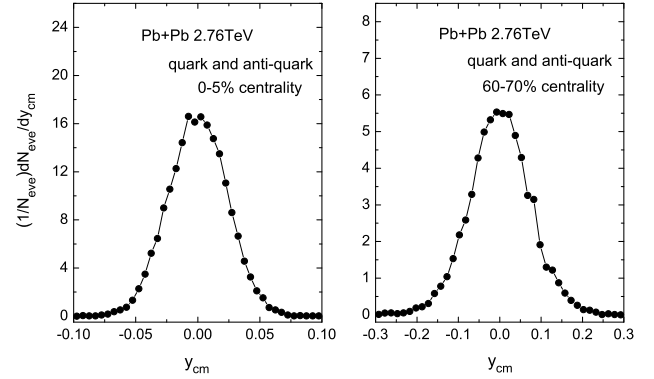 24
20
16
12
8
4
0
(1/N_eve)dN_eve/dy_cm
Pb+Pb 2.76TeV
quark and anti-quark
0-5% centrality
-0.10 -0.05 0.00 0.05 0.10
y_cm
8
7
6
5
4
3
2
1
0
Pb+Pb 2.76TeV
quark and anti-quark
60-70% centrality
-0.3 -0.2 -0.1 0.0 0.1 0.2 0.3
y_cm